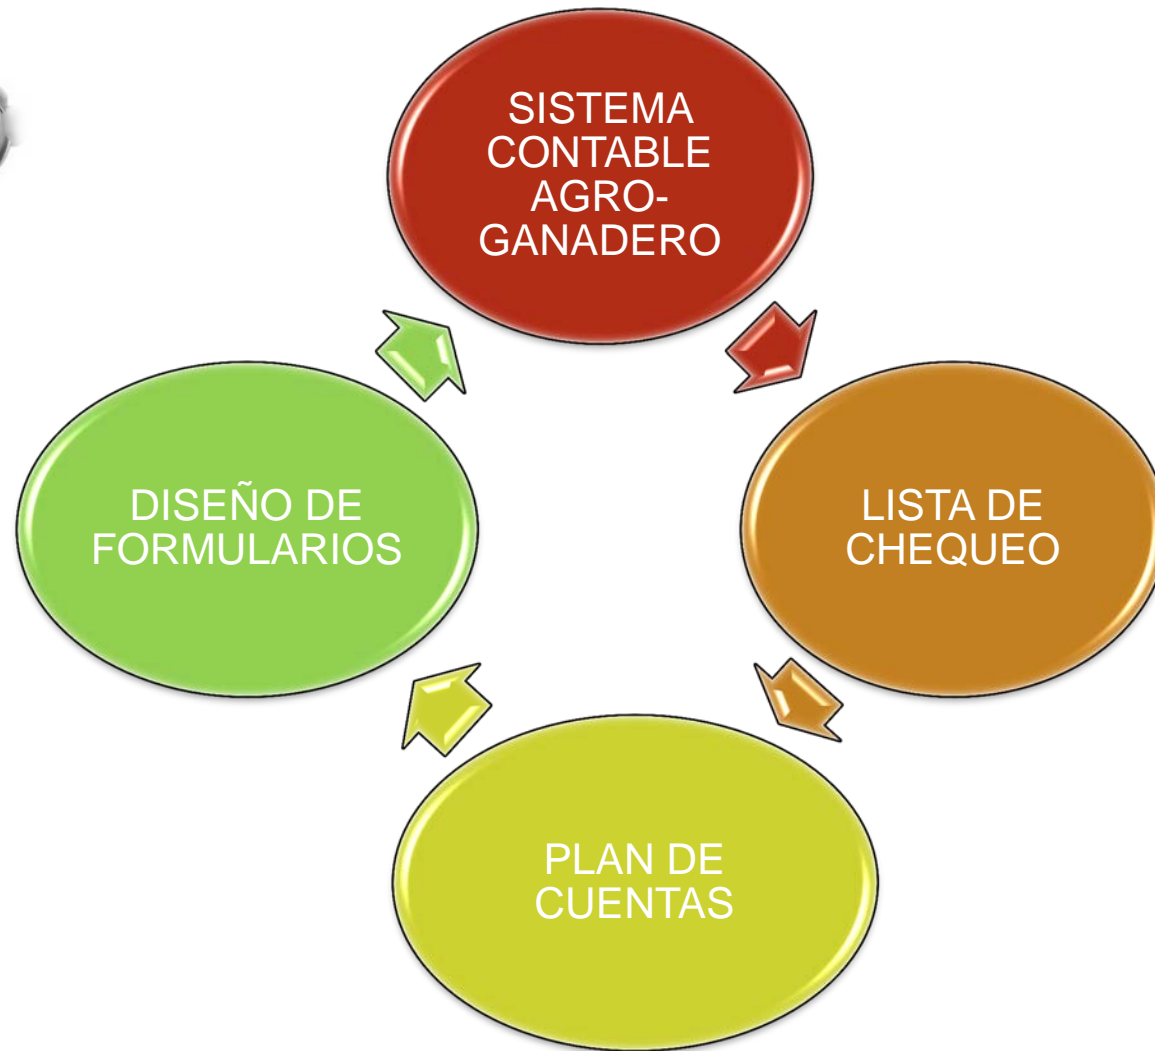 SISTEMA
CONTABLE
AGRO-
GANADERO
DISEÑO DE
FORMULARIOS
LISTA DE
CHEQUEO
PLAN DE
CUENTAS